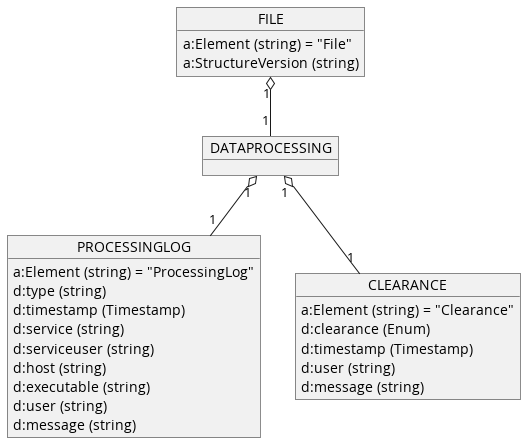 FILE
a:Element (string) = "File"
a:StructureVersion (string)
1
1
DATAPROCESSING
1
1
1
1
PROCESSINGLOG
a:Element (string) = "ProcessingLog"
d:type (string)
d:timestamp (Timestamp)
d:service (string)
d:serviceuser (string)
d:host (string)
d:executable (string)
d:user (string)
d:message (string)
CLEARANCE
a:Element (string) = "Clearance"
d:clearance (Enum)
d:timestamp (Timestamp)
d:user (string)
d:message (string)